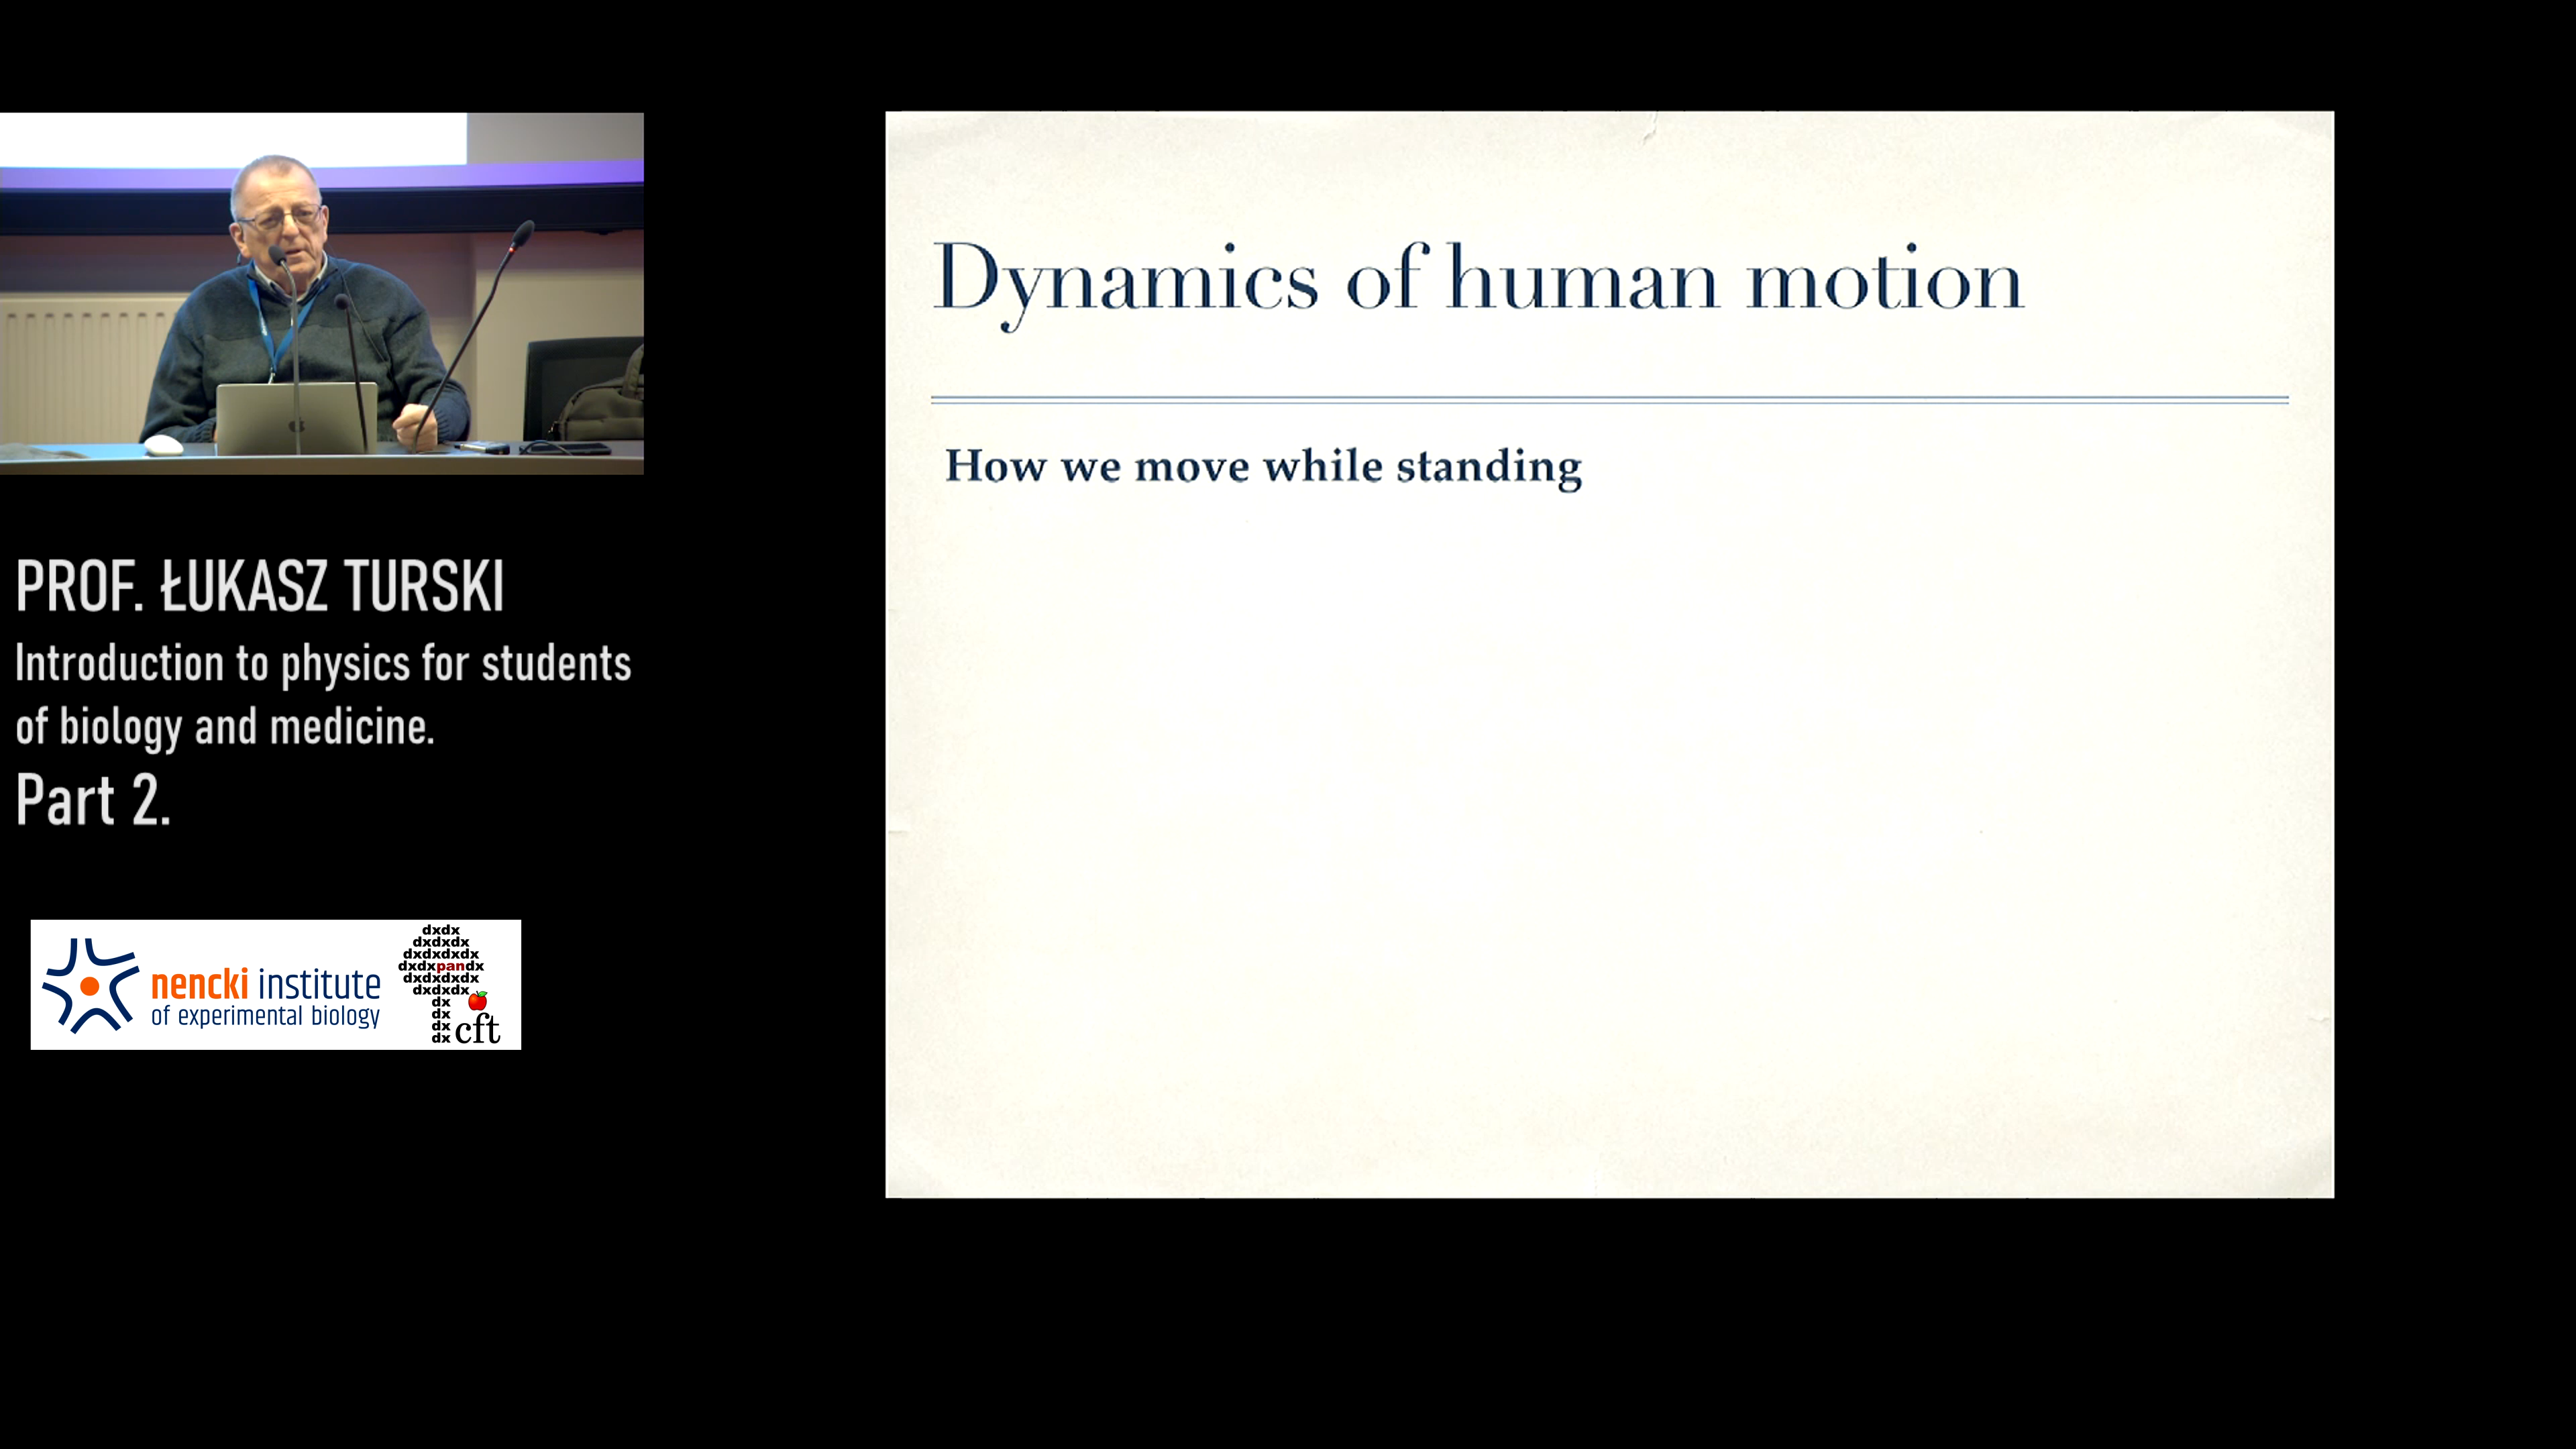 PROF. ŁUKASZ TURSKI
Introduction to physics for students
of biology and medicine.
Part 2.
nencki institute
of experimental biology
dxdx
dxdxdx
dxdxdxdx
dxdxpandx
dxdxdxdx
dxdxdx
dx
dx
dx
dx cft
Dynamics of human motion
How we move while standing